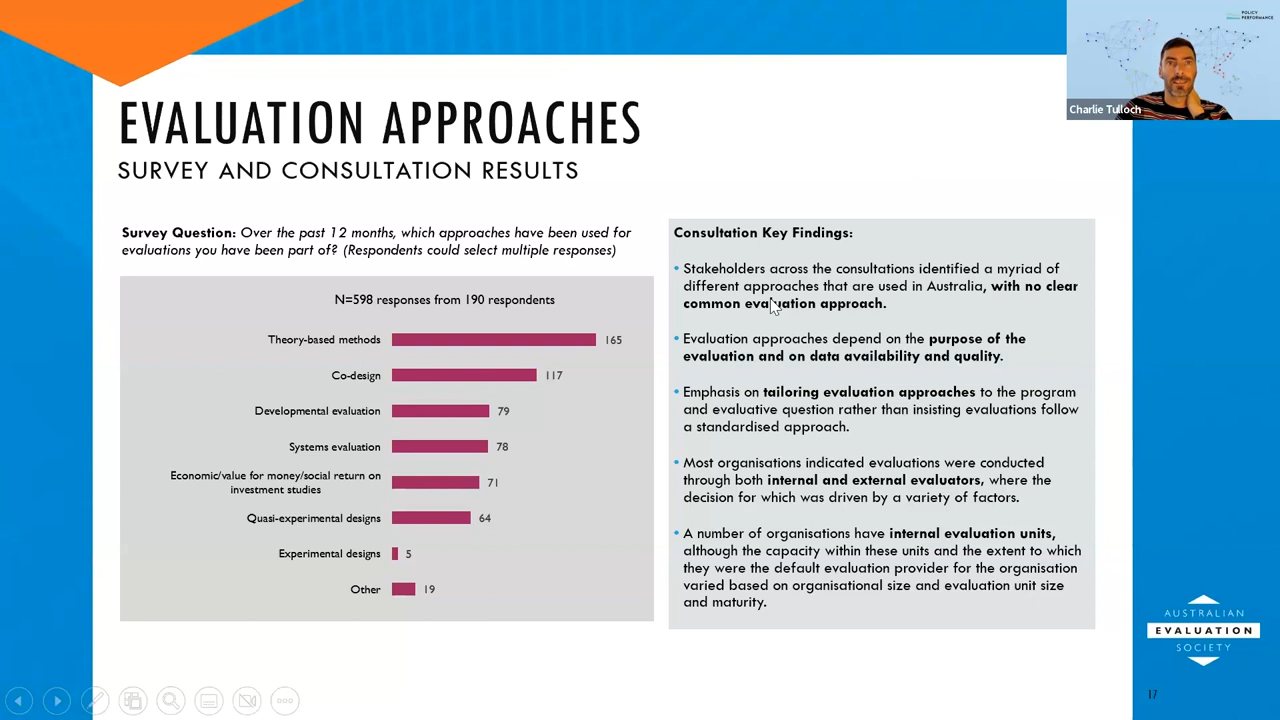 POLICY
PERFORMANCE
Charlie Tulloch
EVALUATION APPROACHES
SURVEY AND CONSULTATION RESULTS
Survey Question: Over the past 12 months, which approaches have been used for
evaluations you have been part of? (Respondents could select multiple responses)
N=598 responses from 190 respondents
Theory-based methods 165
Co-design 117
Developmental evaluation 79
Systems evaluation 78
Economic/value for money/social return on
investment studies 71
Quasi-experimental designs 64
Experimental designs 5
Other 19
Consultation Key Findings:
• Stakeholders across the consultations identified a myriad of
different approaches that are used in Australia, with no clear
common evaluation approach.
• Evaluation approaches depend on the purpose of the
evaluation and on data availability and quality.
• Emphasis on tailoring evaluation approaches to the program
and evaluative question rather than insisting evaluations follow
a standardised approach.
• Most organisations indicated evaluations were conducted
through both internal and external evaluators, where the
decision for which was driven by a variety of factors.
• A number of organisations have internal evaluation units,
although the capacity within these units and the extent to which
they were the default evaluation provider for the organisation
varied based on organisational size and evaluation unit size
and maturity.
AUSTRALIAN
EVALUATION
SOCIETY
17